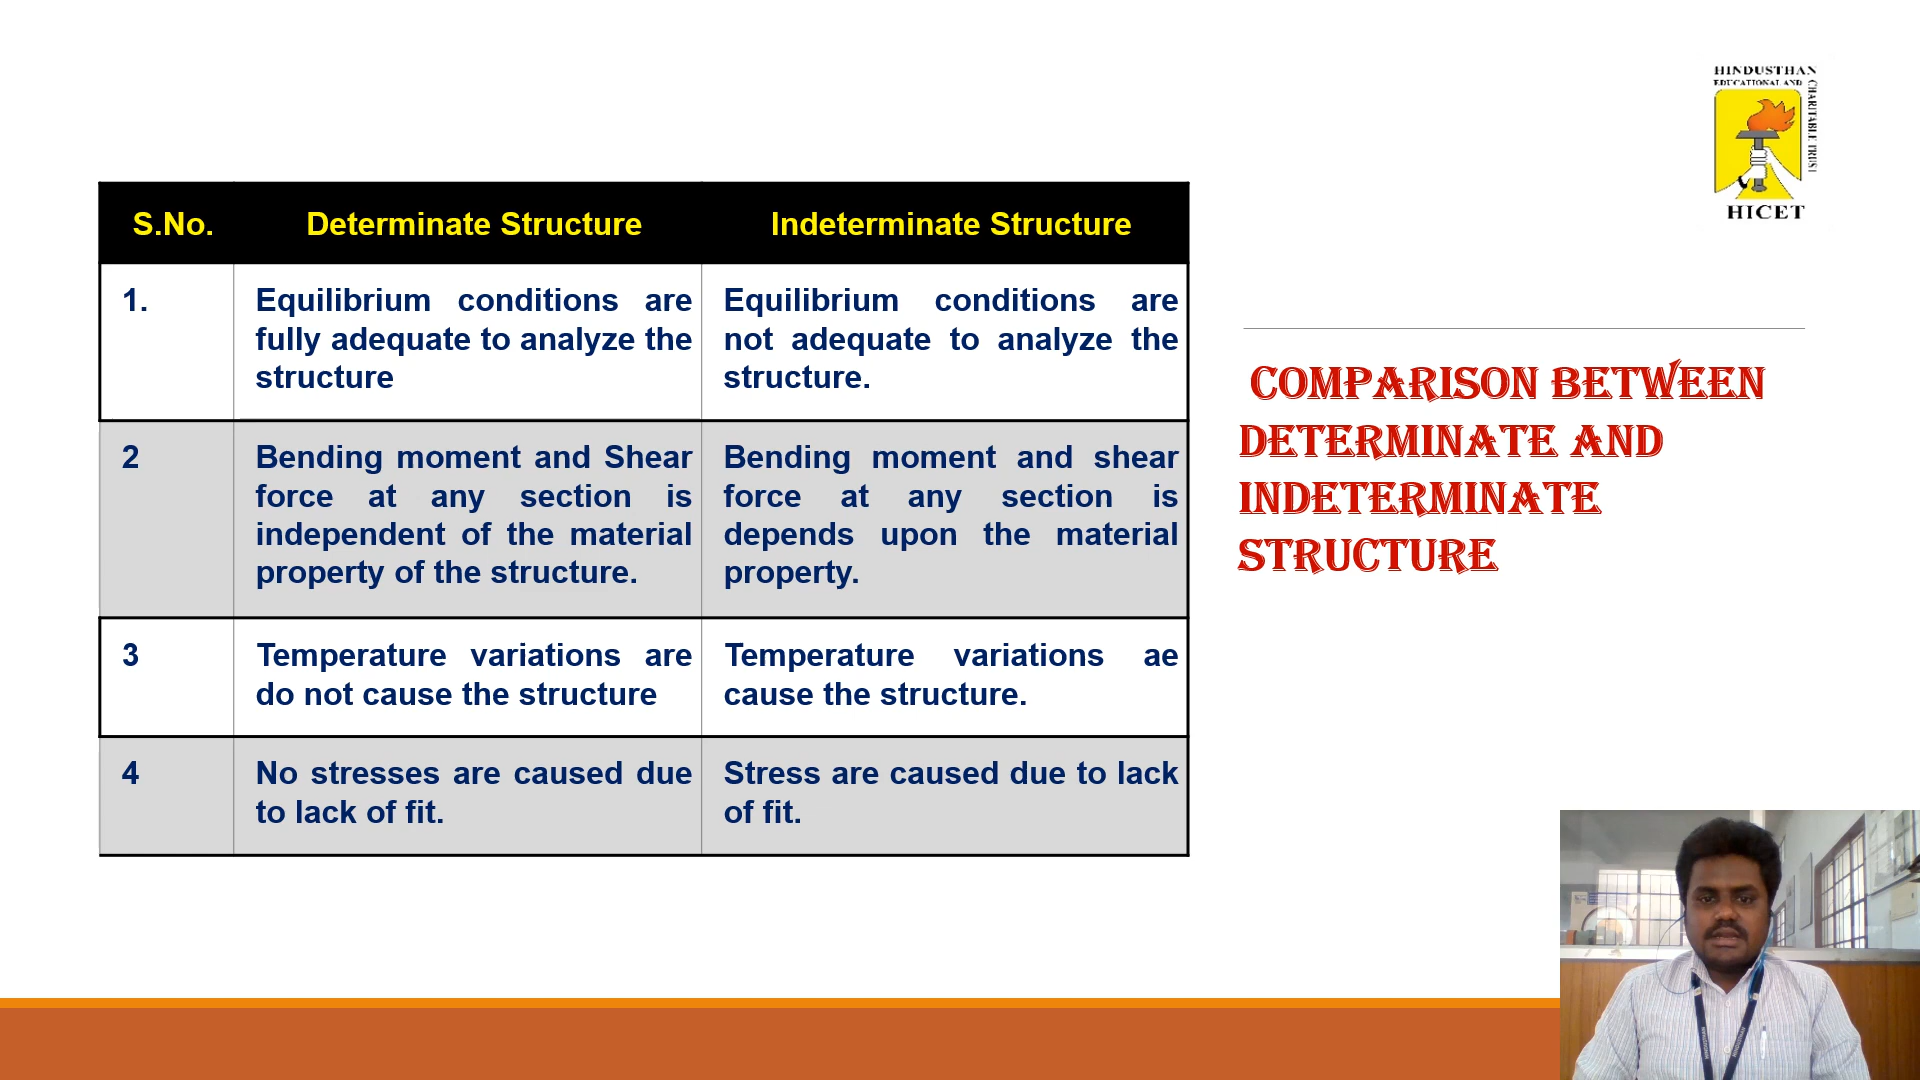 HINDUSTHAN
EDUCATIONAL AND
CHARITABLE TRUST
HICET
S.No. Determinate Structure Indeterminate Structure
1.
Equilibrium conditions are
fully adequate to analyze the
structure
Equilibrium conditions are
not adequate to analyze the
structure.
2
Bending moment and Shear
force at any section is
independent of the material
property of the structure.
Bending moment and shear
force at any section is
depends upon the material
property.
3
Temperature variations are
do not cause the structure
Temperature variations ae
cause the structure.
4
No stresses are caused due
to lack of fit.
Stress are caused due to lack
of fit.
COMPARISON BETWEEN
DETERMINATE AND
INDETERMINATE
STRUCTURE